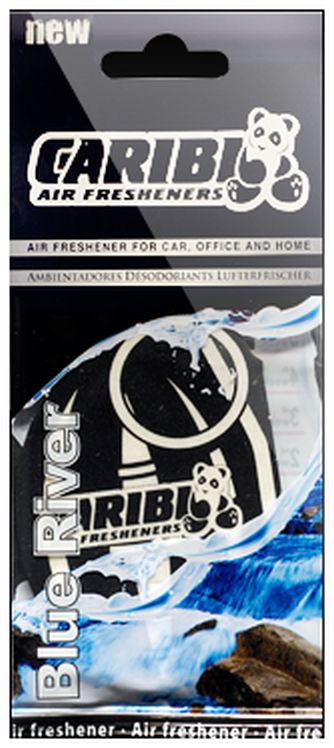 new
CARIBI
AIR FRESHENERS
AIR FRESHENER FOR CAR, OFFICE AND HOME
AMBIENTADORES DESODORIANTS LUFTERFRISCHER
CARIBI
FRESHENERS
Blue River
ir freshener · Air freshener · Air fre